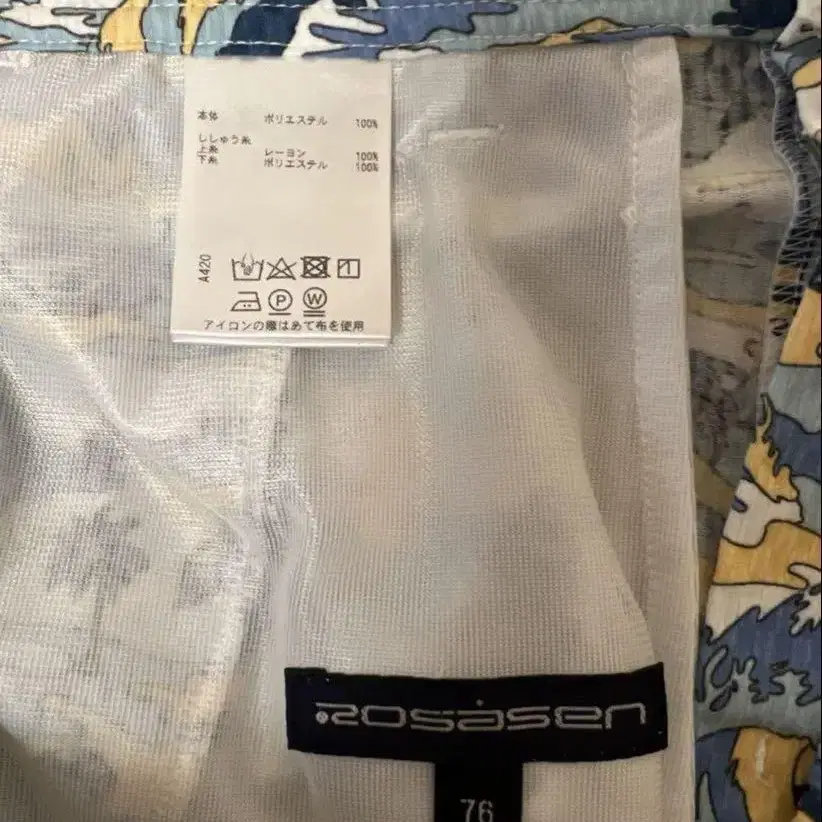 本体 ポリエステル 100%
ししゅう糸
上糸 レーヨン 100%
下糸 ポリエステル 100%
A420
P W
アイロンの際はあて布を使用
ROSASEN
76